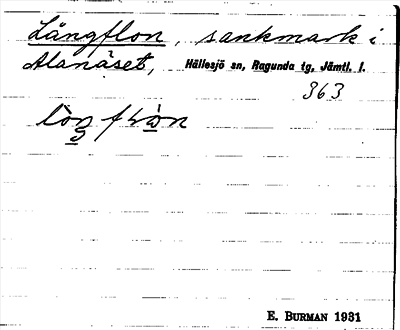 Långflon, sankmark i
Alanäset, Hällesjö sn, Ragunda tg, Jämtl. l.
363
E. BURMAN 1931